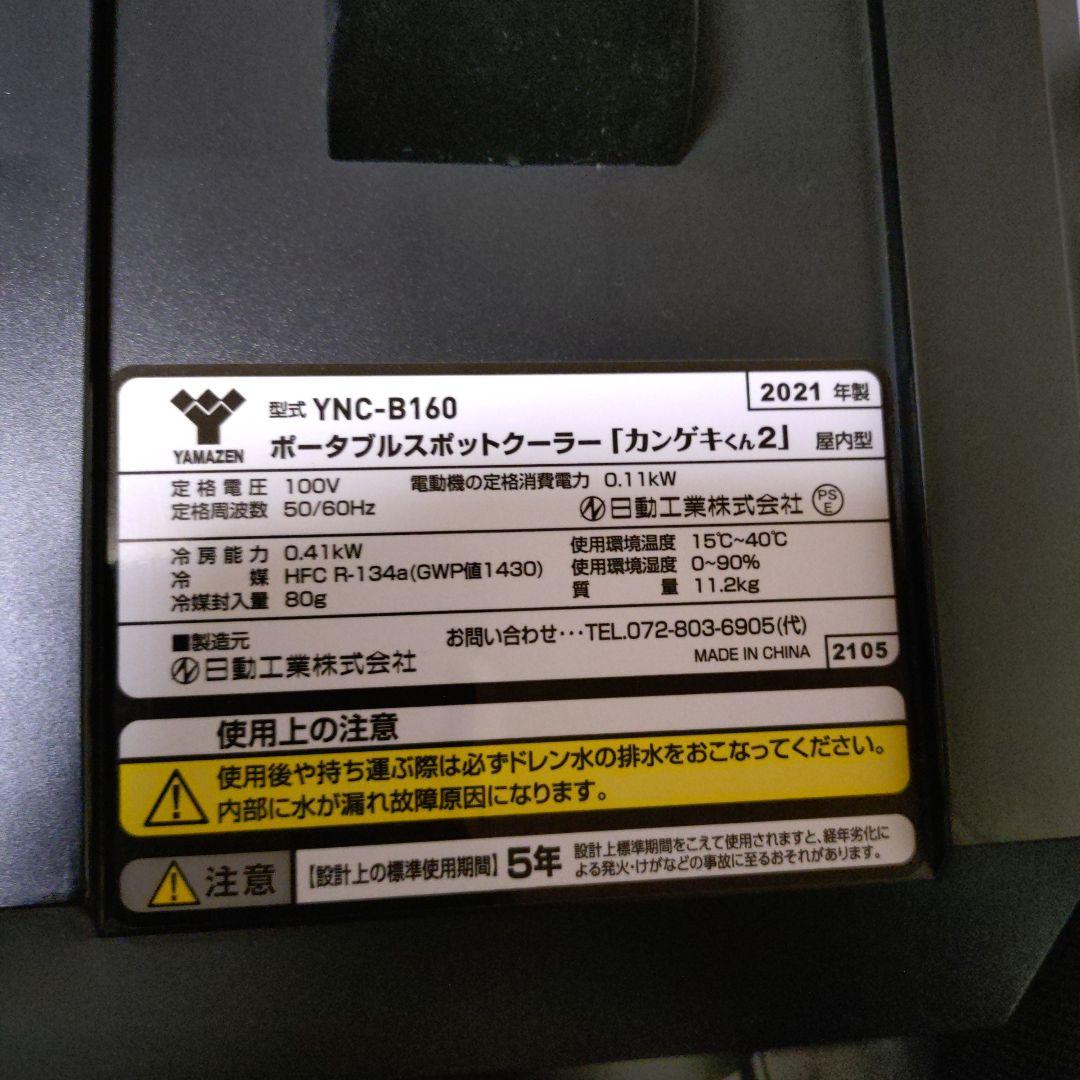 YAMAZEN
型式 YNC-B160
2021 年製
ポータブルスポットクーラー「カンゲキくん2」 屋内型
定格電圧 100V 電動機の定格消費電力 0.11kW
定格周波数 50/60Hz 日動工業株式会社 PSE
冷房能力 0.41kW 使用環境温度 15℃~40℃
冷媒 HFC R-134a(GWP値1430) 使用環境湿度 0~90%
冷媒封入量 80g 質量 11.2kg
■製造元 お問い合わせ…TEL.072-803-6905(代)
日動工業株式会社 MADE IN CHINA 2105
使用上の注意
使用後や持ち運ぶ際は必ずドレン水の排水をおこなってください。
内部に水が漏れ故障原因になります。
注意 【設計上の標準使用期間】 5年
設計上標準期間をこえて使用されますと、経年劣化に
よる発火・けがなどの事故に至るおそれがあります。